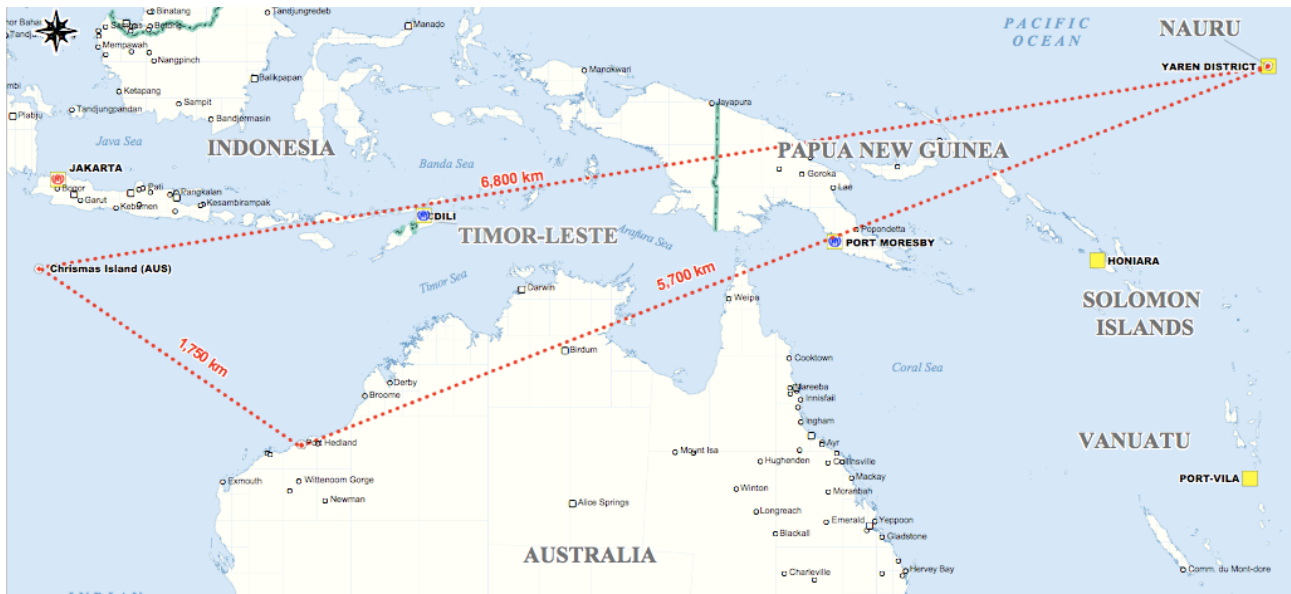 Binatang
Tandjungredeb
Betong
Mempawah
Nangpinch
Manado
PACIFIC
OCEAN
NAURU
YAREN DISTRICT
Balikpapan
Manokwari
Ketapang
Sampit
Tandjungpandan
Bandjermasin
Platiju
Jayapura
Java Sea
INDONESIA
Banda Sea
PAPUA NEW GUINEA
JAKARTA
Bogor
Pati
Rangkalan
Garut
Kebumen
Kesambirampak
6,800 km
Goroka
Lae
DILI
TIMOR-LESTE
Arafura Sea
Popondetta
PORT MORESBY
Chrismas Island (AUS)
HONIARA
Timor Sea
5,700 km
Darwin
Weipa
SOLOMON
ISLANDS
1,750 km
Birdum
Cooktown
Coral Sea
Derby
Broome
Mareeba
Innisfail
Ingham
Port Hedland
Ayr
VANUATU
Mount Isa
Hughenden
Collinsville
Exmouth
Wittenoom Gorge
Mackay
PORT-VILA
Newman
Winton
Moranbah
Alice Springs
Longreach
Emerald
Yeppoon
Blackall
Gladstone
AUSTRALIA
Charleville
Hervey Bay
Comm. du Mont-dore